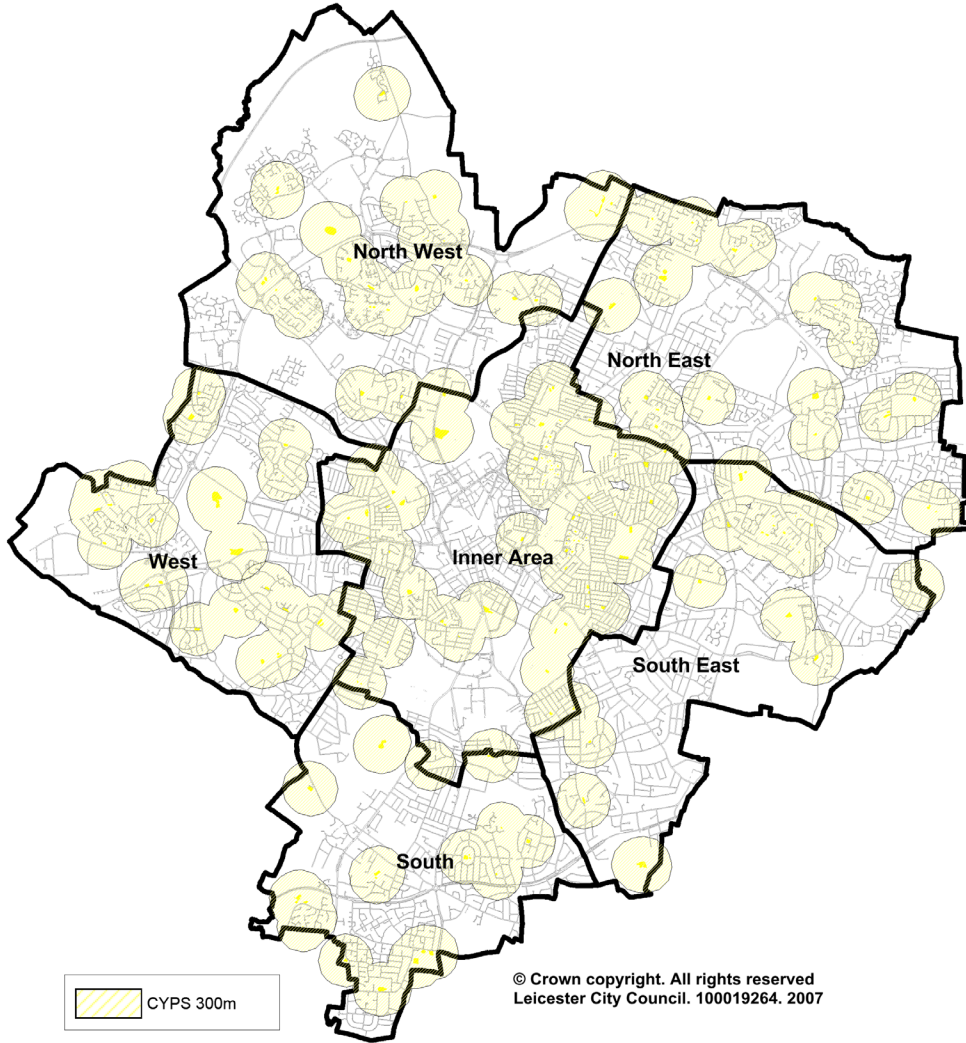 North West
North East
Inner Area
West
South East
South
© Crown copyright. All rights reserved
Leicester City Council. 100019264. 2007
CYPS 300m